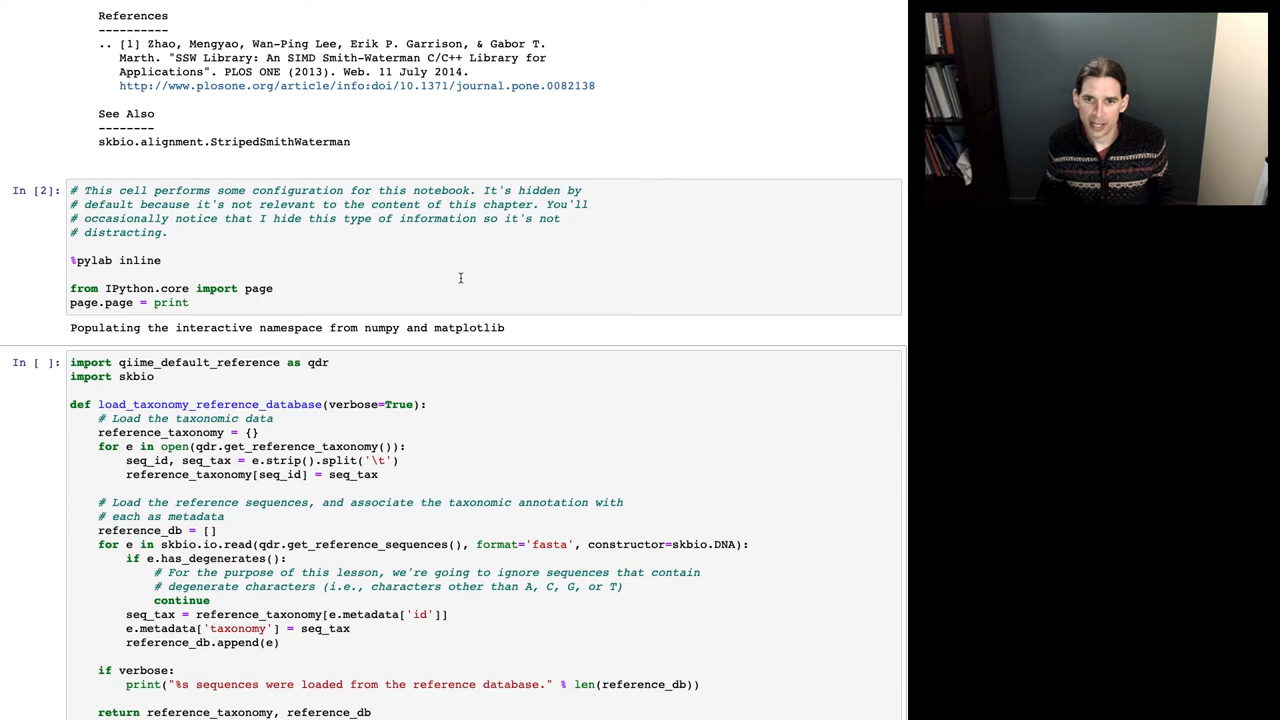 References
----------
.. [1] Zhao, Mengyao, Wan-Ping Lee, Erik P. Garrison, & Gabor T.
Marth. "SSW Library: An SIMD Smith-Waterman C/C++ Library for
Applications". PLOS ONE (2013). Web. 11 July 2014.
http://www.plosone.org/article/info:doi/10.1371/journal.pone.0082138
See Also
--------
skbio.alignment.StripedSmithWaterman
In [2]: # This cell performs some configuration for this notebook. It's hidden by
# default because it's not relevant to the content of this chapter. You'll
# occasionally notice that I hide this type of information so it's not
# distracting.
%pylab inline
from IPython.core import page
page.page = print
Populating the interactive namespace from numpy and matplotlib
In [ ]: import qiime_default_reference as qdr
import skbio
def load_taxonomy_reference_database(verbose=True):
# Load the taxonomic data
reference_taxonomy = {}
for e in open(qdr.get_reference_taxonomy()):
seq_id, seq_tax = e.strip().split('\t')
reference_taxonomy[seq_id] = seq_tax
# Load the reference sequences, and associate the taxonomic annotation with
# each as metadata
reference_db = []
for e in skbio.io.read(qdr.get_reference_sequences(), format='fasta', constructor=skbio.DNA):
if e.has_degenerates():
# For the purpose of this lesson, we're going to ignore sequences that contain
# degenerate characters (i.e., characters other than A, C, G, or T)
continue
seq_tax = reference_taxonomy[e.metadata['id']]
e.metadata['taxonomy'] = seq_tax
reference_db.append(e)
if verbose:
print("%s sequences were loaded from the reference database." % len(reference_db))
return reference_taxonomy, reference_db